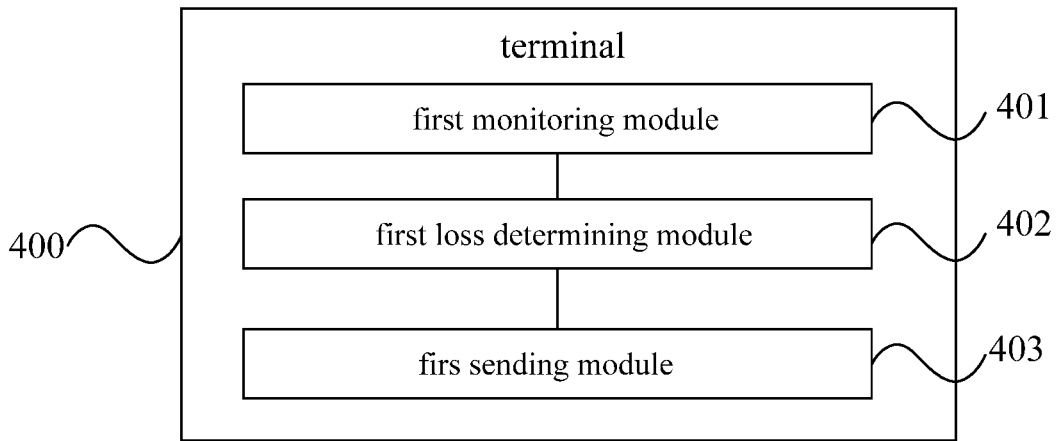 terminal
first monitoring module
401
first loss determining module
402
400
firs sending module
403